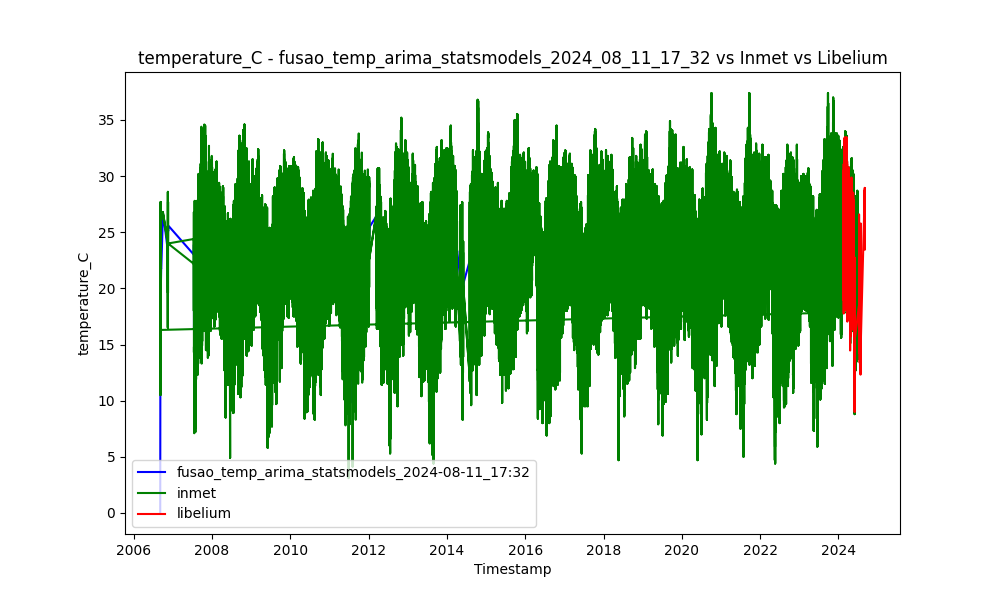 temperature_C - fusao_temp_arima_statsmodels_2024_08_11_17_32 vs Inmet vs Libelium
temperature_C
35
30
25
20
15
10
5
0
fusao_temp_arima_statsmodels_2024-08-11_17:32
inmet
libelium
2006 2008 2010 2012 2014 2016 2018 2020 2022 2024
Timestamp